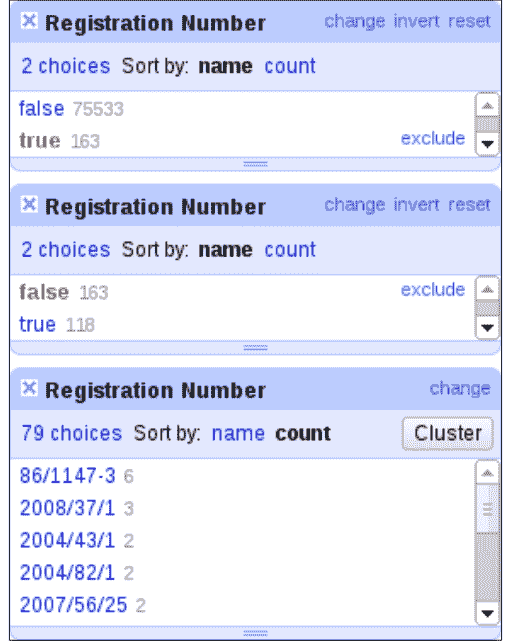 Registration Number change invert reset
2 choices Sort by: name count
false 75533
true 163 exclude
Registration Number change invert reset
2 choices Sort by: name count
false 163 exclude
true 118
Registration Number change
79 choices Sort by: name count Cluster
86/1147-3 6
2008/37/1 3
2004/43/1 2
2004/82/1 2
2007/56/25 2